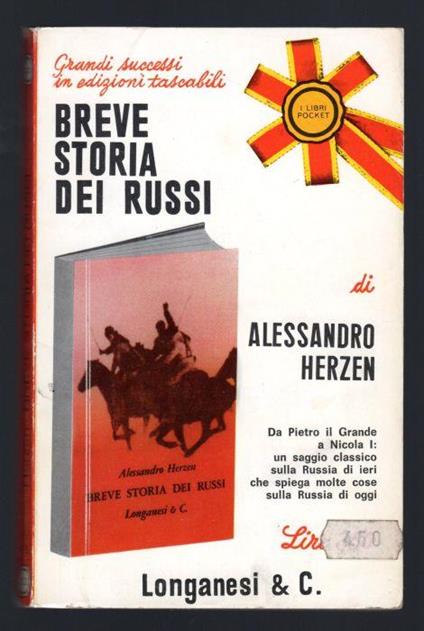 Grandi successi
in edizioni tascabili
I LIBRI
POCKET
BREVE
STORIA
DEI RUSSI
di
ALESSANDRO
HERZEN
Da Pietro il Grande
a Nicola I:
un saggio classico
sulla Russia di ieri
che spiega molte cose
sulla Russia di oggi
Alessandro Herzen
BREVE STORIA DEI RUSSI
Longanesi & C.
Lire 450
Longanesi & C.